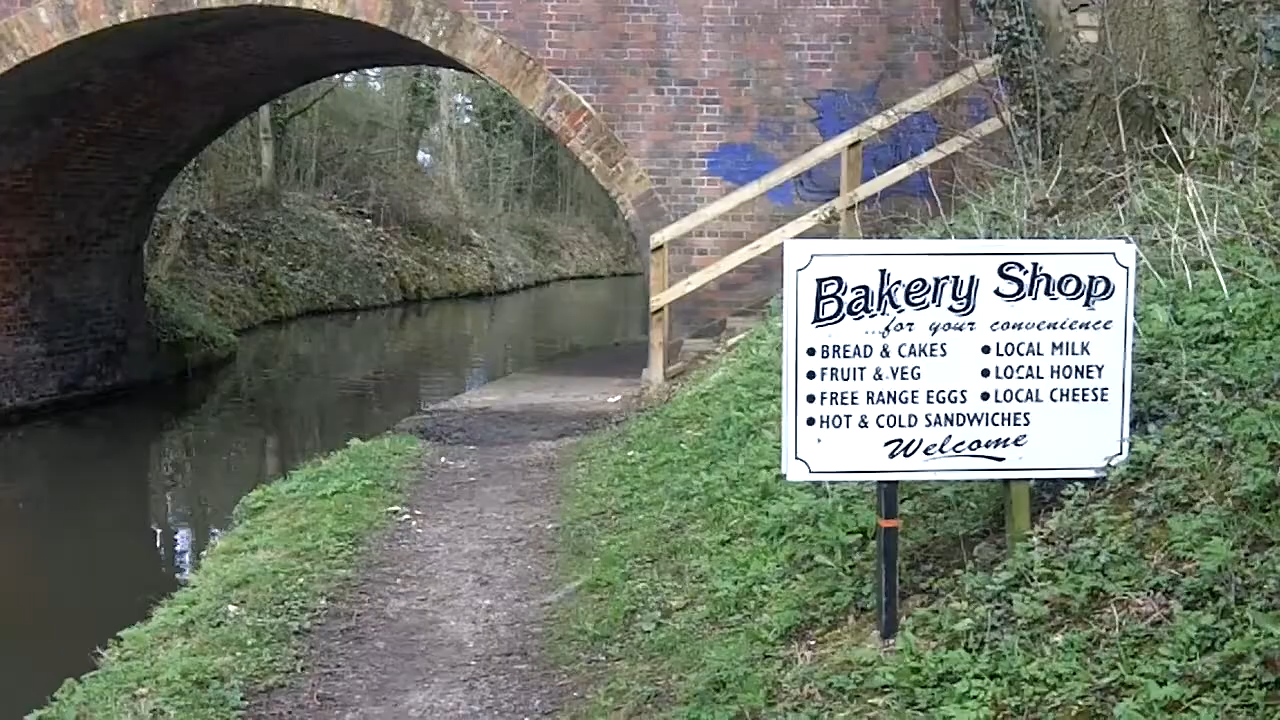 Bakery Shop
...for your convenience
• BREAD & CAKES
• FRUIT & VEG
• FREE RANGE EGGS
• HOT & COLD SANDWICHES
• LOCAL MILK
• LOCAL HONEY
• LOCAL CHEESE
Welcome